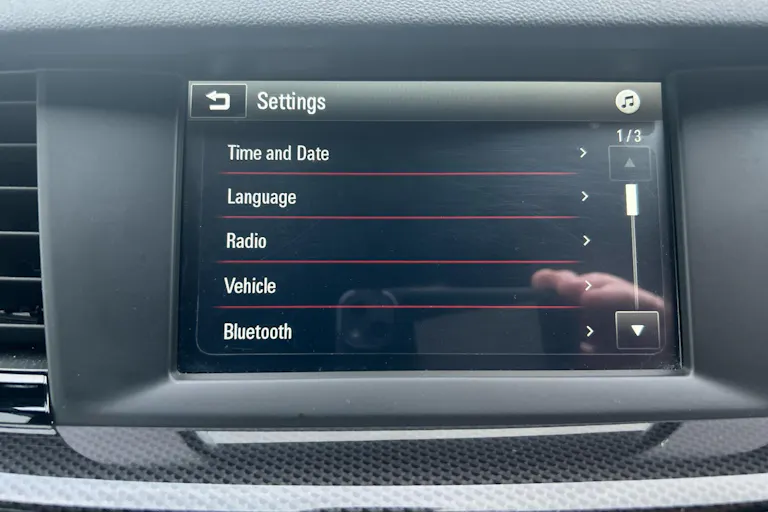 Settings
1/3
Time and Date
Language
Radio
Vehicle
Bluetooth